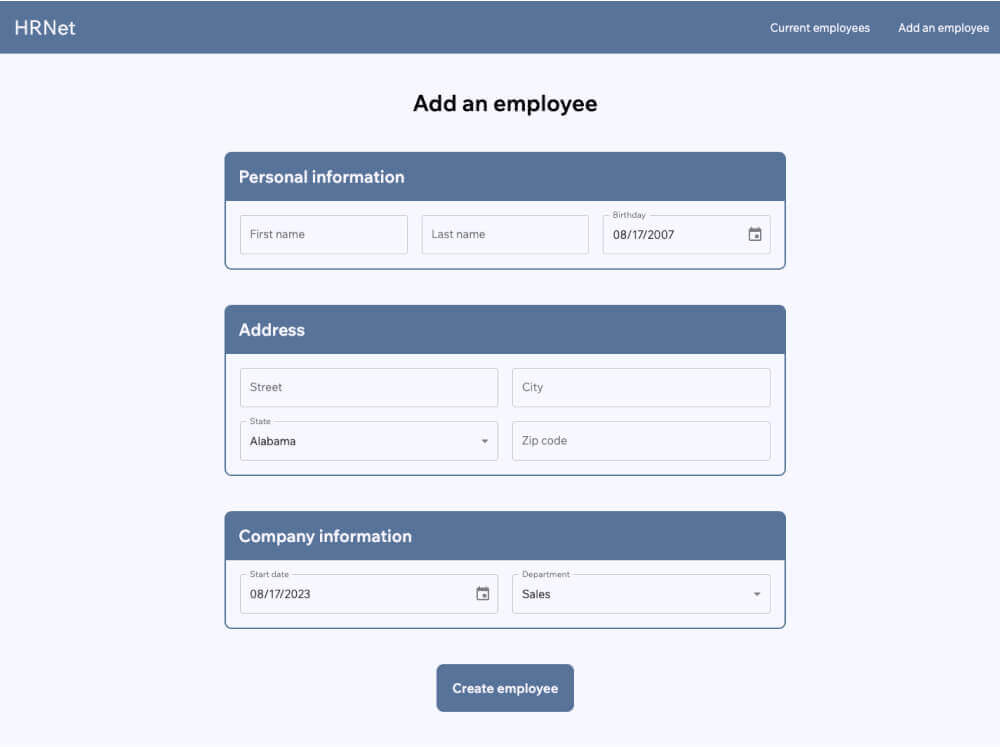 HRNet
Current employees
Add an employee
Add an employee
Personal information
First name
Last name
Birthday
08/17/2007
Address
Street
City
State
Alabama
Zip code
Company information
Start date
08/17/2023
Department
Sales
Create employee